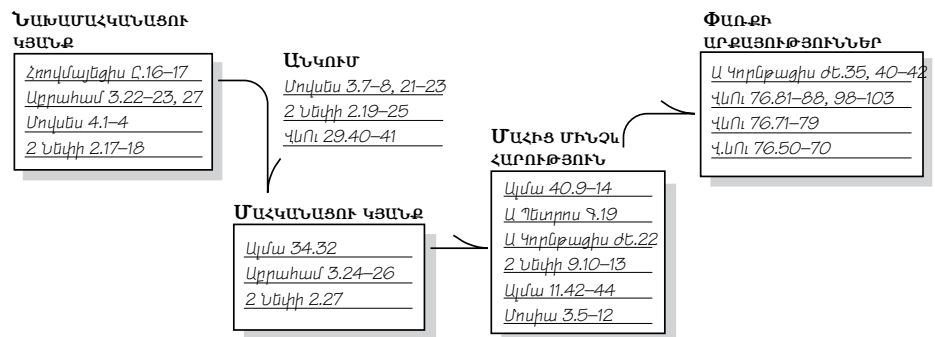 ՆԱԽԱՄԱՀԿԱՆԱՑՈՒ
ԿՅԱՆՔ
Հռովմայեցիս Ը.16–17
Աբրահամ 3.22–23, 27
Մովսես 4.1–4
2 Նեփի 2.17–18
ԱՆԿՈՒՄ
Մովսես 3.7–8, 21–23
2 Նեփի 2.19–25
ՎևՈւ 29.40–41
ՄԱՀԿԱՆԱՑՈՒ ԿՅԱՆՔ
Ալմա 34.32
Աբրահամ 3.24–26
2 Նեփի 2.27
ՄԱՀԻՑ ՄԻՆՉև
ՀԱՐՈՒԹՅՈՒՆ
Ալմա 40.9–14
Ա Պետրոս Գ.19
Ա Կորնթացիս ժԵ.22
2 Նեփի 9.10–13
Ալմա 11.42–44
Մոսիա 3.5–12
ՓԱՌՔԻ
ԱՐՔԱՅՈՒԹՅՈՒՆՆԵՐ
Ա Կորնթացիս ժԵ.35, 40–42
ՎևՈւ 76.81–88, 98–103
ՎևՈւ 76.71–79
Վ.ևՈւ 76.50–70